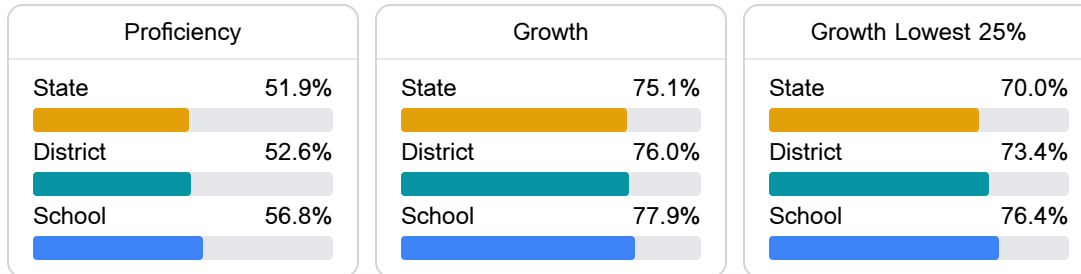 Proficiency
State 51.9%
District 52.6%
School 56.8%
Growth
State 75.1%
District 76.0%
School 77.9%
Growth Lowest 25%
State 70.0%
District 73.4%
School 76.4%